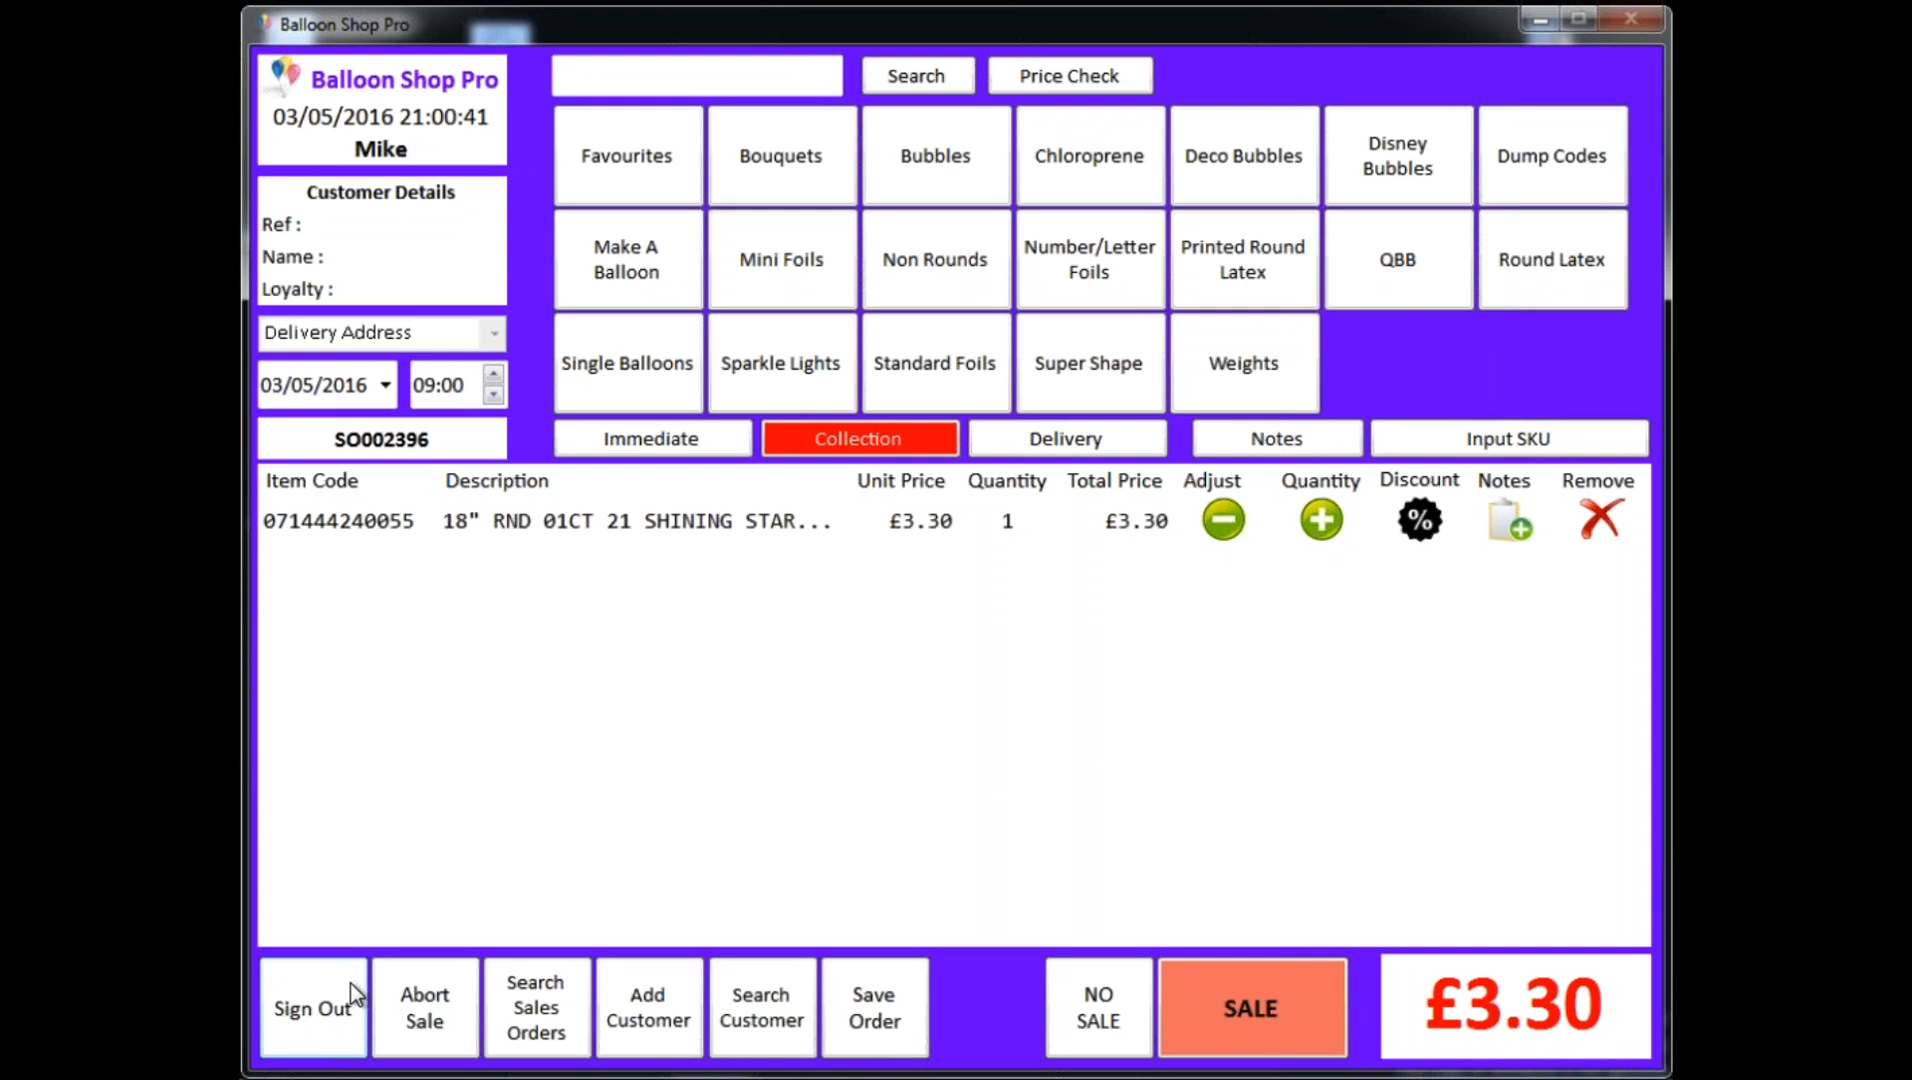 Balloon Shop Pro
Balloon Shop Pro
03/05/2016 21:00:41
Mike
Customer Details
Ref :
Name :
Loyalty :
Delivery Address
03/05/2016 09:00
SO002396
Search Price Check
Favourites
Bouquets
Bubbles
Chloroprene
Deco Bubbles
Disney
Bubbles
Dump Codes
Make A
Balloon
Mini Foils
Non Rounds
Number/Letter
Foils
Printed Round
Latex
QBB
Round Latex
Single Balloons
Sparkle Lights
Standard Foils
Super Shape
Weights
Immediate Collection Delivery Notes Input SKU
Item Code Description Unit Price Quantity Total Price Adjust Quantity Discount Notes Remove
071444240055 18" RND 01CT 21 SHINING STAR... £3.30 1 £3.30 %
Sign Out
Abort
Sale
Search
Sales
Orders
Add
Customer
Search
Customer
Save
Order
NO
SALE
SALE
£3.30